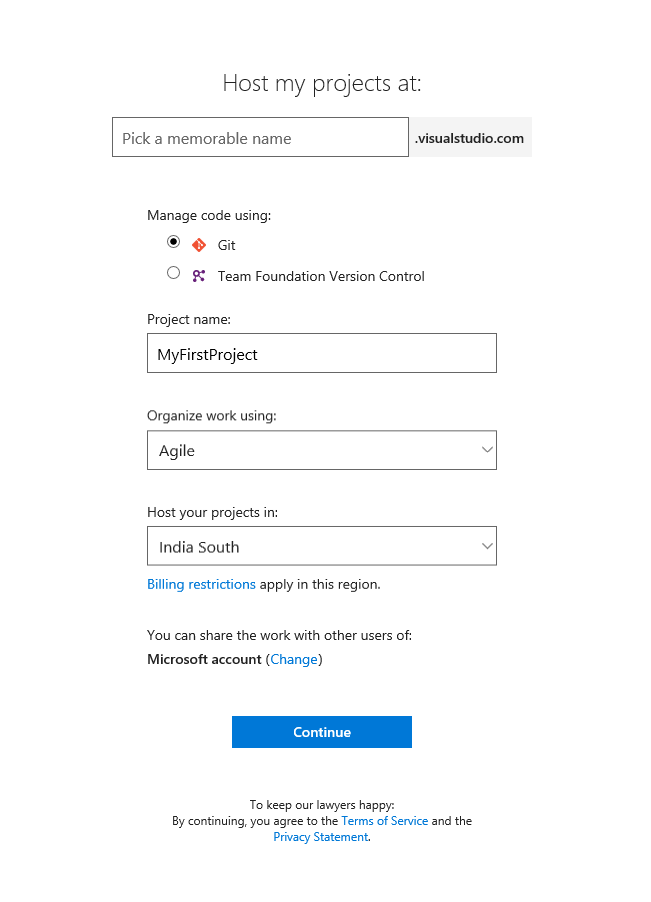 Host my projects at:
Pick a memorable name
.visualstudio.com
Manage code using:
Git
Team Foundation Version Control
Project name:
MyFirstProject
Organize work using:
Agile
Host your projects in:
India South
Billing restrictions apply in this region.
You can share the work with other users of:
Microsoft account (Change)
Continue
To keep our lawyers happy:
By continuing, you agree to the Terms of Service and the
Privacy Statement.